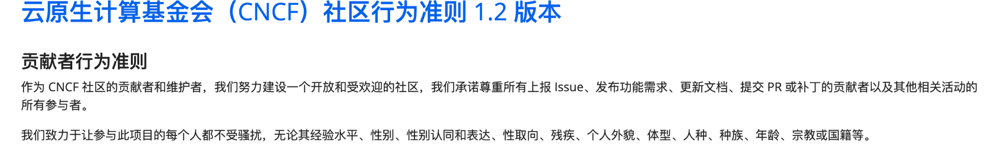 云原生计算基金会（CNCF）社区行为准则 1.2 版本
贡献者行为准则
作为 CNCF 社区的贡献者和维护者，我们努力建设一个开放和受欢迎的社区，我们承诺尊重所有上报 Issue、发布功能需求、更新文档、提交 PR 或补丁的贡献者以及其他相关活动的
所有参与者。
我们致力于让参与此项目的每个人都不受骚扰，无论其经验水平、性别、性别认同和表达、性取向、残疾、个人外貌、体型、人种、种族、年龄、宗教或国籍等。